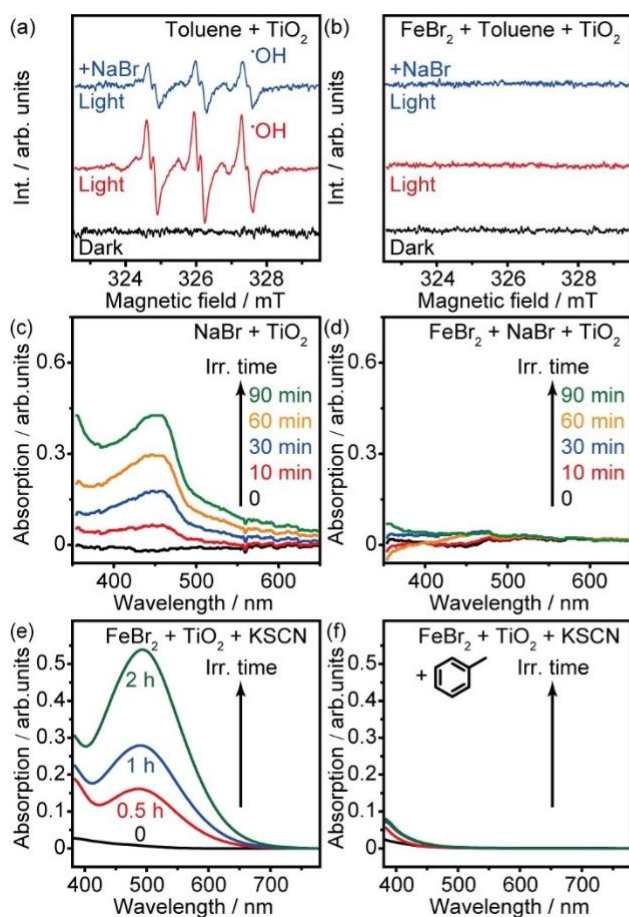 (a)
Toluene + TiO2
+NaBr
•OH
Light
•OH
Light
Dark
Int. / arb. units
324 326 328
Magnetic field / mT
(b)
FeBr2 + Toluene + TiO2
+NaBr
Light
Light
Dark
Int. / arb. units
324 326 328
Magnetic field / mT
(c)
NaBr + TiO2
Irr. time
90 min
60 min
30 min
10 min
0
0.6
0.3
0
Absorption / arb.units
400 500 600
Wavelength / nm
(d)
FeBr2 + NaBr + TiO2
Irr. time
90 min
60 min
30 min
10 min
0
0.6
0.3
0
Absorption / arb.units
400 500 600
Wavelength / nm
(e)
FeBr2 + TiO2 + KSCN
Irr. time
2 h
1 h
0.5 h
0
0.5
0.4
0.3
0.2
0.1
0
Absorption / arb.units
400 500 600 700
Wavelength / nm
(f)
FeBr2 + TiO2 + KSCN
+
Irr. time
0.5
0.4
0.3
0.2
0.1
0
Absorption / arb.units
400 500 600 700
Wavelength / nm